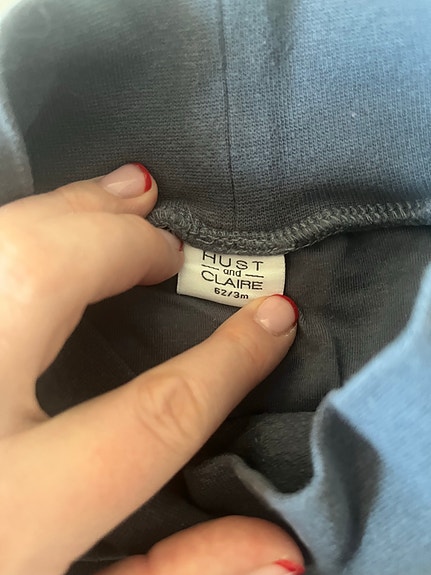 HUST
and
CLAIRE
62/3m